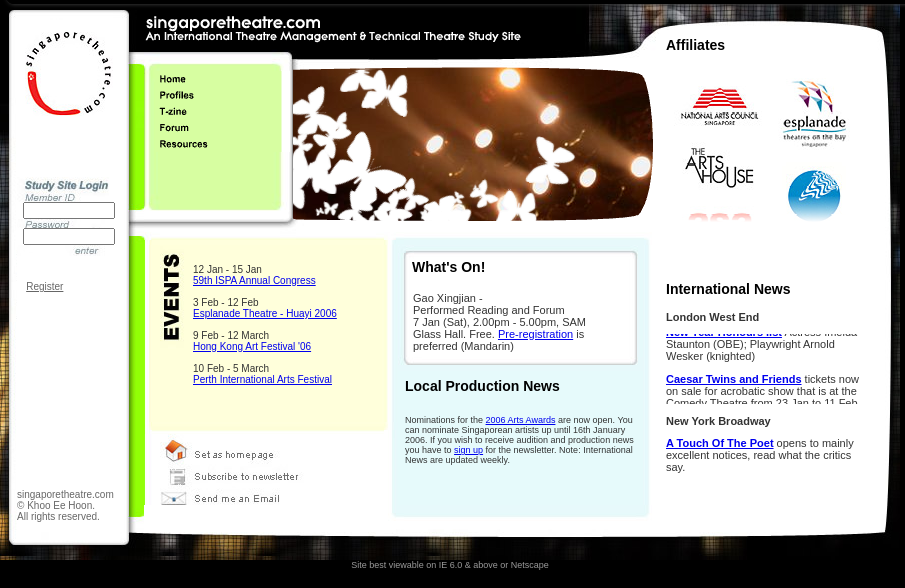 singaporetheatre.com
An International Theatre Management & Technical Theatre Study Site
singaporetheatre.com
Study Site Login
Member ID
Password
enter
Register
singaporetheatre.com
© Khoo Ee Hoon.
All rights reserved.
Home
Profiles
T-zine
Forum
Resources
EVENTS
12 Jan - 15 Jan
59th ISPA Annual Congress
3 Feb - 12 Feb
Esplanade Theatre - Huayi 2006
9 Feb - 12 March
Hong Kong Art Festival '06
10 Feb - 5 March
Perth International Arts Festival
Set as homepage
Subscribe to newsletter
Send me an Email
What's On!
Gao Xingjian -
Performed Reading and Forum
7 Jan (Sat), 2.00pm - 5.00pm, SAM
Glass Hall. Free. Pre-registration is
preferred (Mandarin)
Local Production News
Nominations for the 2006 Arts Awards are now open. You
can nominate Singaporean artists up until 16th January
2006. If you wish to receive audition and production news
you have to sign up for the newsletter. Note: International
News are updated weekly.
Affiliates
NATIONAL ARTS COUNCIL
SINGAPORE
esplanade
theatres on the bay
singapore
THE
ARTS
HOUSE
International News
London West End
New Year Honours list Actress Imelda
Staunton (OBE); Playwright Arnold
Wesker (knighted)
Caesar Twins and Friends tickets now
on sale for acrobatic show that is at the
Comedy Theatre from 23 Jan to 11 Feb
New York Broadway
A Touch Of The Poet opens to mainly
excellent notices, read what the critics
say.
Site best viewable on IE 6.0 & above or Netscape